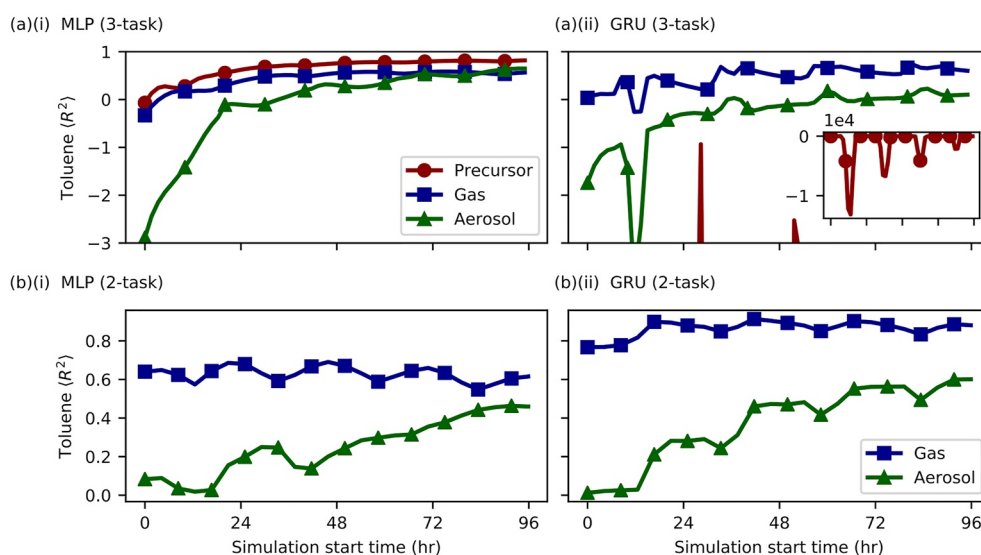 (a)(i) MLP (3-task)
(a)(ii) GRU (3-task)
1
0
−1
−2
−3
Toluene ⟨R²⟩
Precursor
Gas
Aerosol
1e4
0
−1
(b)(i) MLP (2-task)
(b)(ii) GRU (2-task)
0.8
0.6
0.4
0.2
0.0
Toluene ⟨R²⟩
Gas
Aerosol
0 24 48 72 96
0 24 48 72 96
Simulation start time (hr)
Simulation start time (hr)